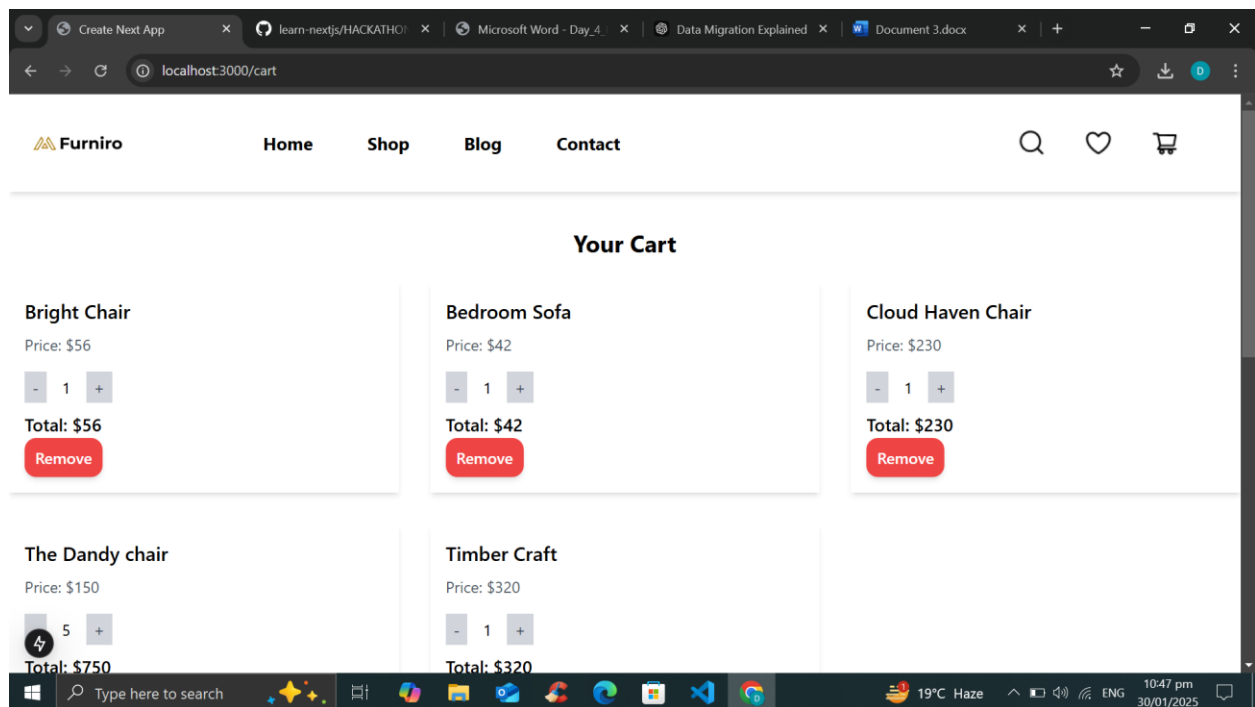 Create Next App
learn-nextjs/HACKATHO
Microsoft Word - Day_4_
Data Migration Explained
Document 3.docx
localhost:3000/cart
D
Furniro
Home Shop Blog Contact
Your Cart
Bright Chair
Price: $56
- 1 +
Total: $56
Remove
Bedroom Sofa
Price: $42
- 1 +
Total: $42
Remove
Cloud Haven Chair
Price: $230
- 1 +
Total: $230
Remove
The Dandy chair
Price: $150
5 +
Total: $750
Timber Craft
Price: $320
- 1 +
Total: $320
Type here to search
1
19°C Haze
ENG
10:47 pm
30/01/2025